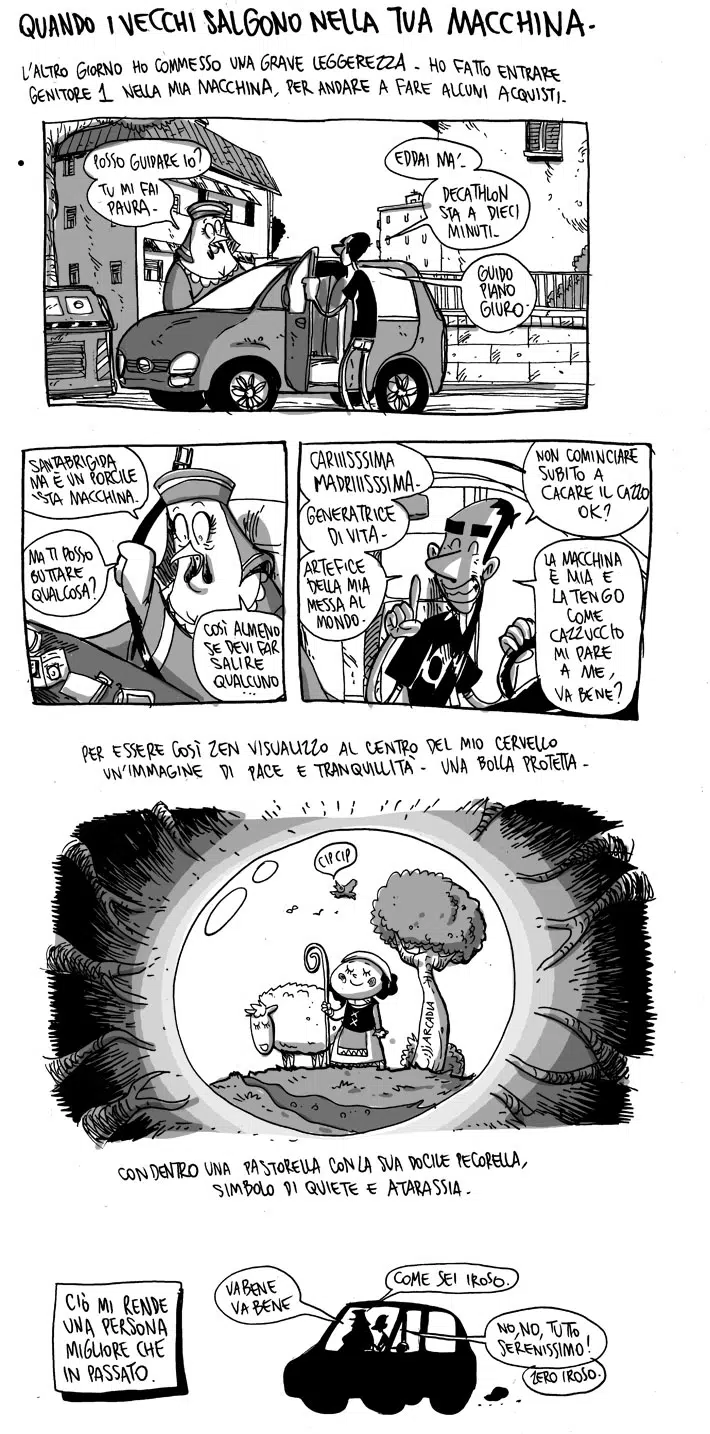 QUANDO I VECCHI SALGONO NELLA TUA MACCHINA.
L'ALTRO GIORNO HO COMMESSO UNA GRAVE LEGGEREZZA. HO FATTO ENTRARE
GENITORE 1 NELLA MIA MACCHINA, PER ANDARE A FARE ALCUNI ACQUISTI.
POSSO GUIDARE IO?
TU MI FAI
PAURA.
EDDAI MA'.
DECATHLON
STA A DIECI
MINUTI.
GUIDO
PIANO
GIURO.
SANTABRIGIDA
MA È UN PORCILE
'STA MACCHINA.
MA TI POSSO
BUTTARE
QUALCOSA?
COSÌ ALMENO
SE DEVI FAR
SALIRE
QUALCUNO
...
CARIIISSSIMA
MADRIIISSSIMA.
GENERATRICE
DI VITA.
ARTEFICE
DELLA MIA
MESSA AL
MONDO.
NON COMINCIARE
SUBITO A
CACARE IL CAZZO
OK?
LA MACCHINA
È MIA E
LA TENGO
COME
CAZZUCCIO
MI PARE
A ME,
VA BENE?
PER ESSERE COSÌ ZEN VISUALIZZO AL CENTRO DEL MIO CERVELLO
UN'IMMAGINE DI PACE E TRANQUILLITÀ. UNA BOLLA PROTETTA.
CIP CIP
ARCADIA
CON DENTRO UNA PASTORELLA CON LA SUA DOCILE PECORELLA,
SIMBOLO DI QUIETE E ATARASSIA.
CIÒ MI RENDE
UNA PERSONA
MIGLIORE CHE
IN PASSATO.
VA BENE
VA BENE
COME SEI IROSO.
NO, NO, TUTTO
SERENISSIMO!
ZERO IROSO.